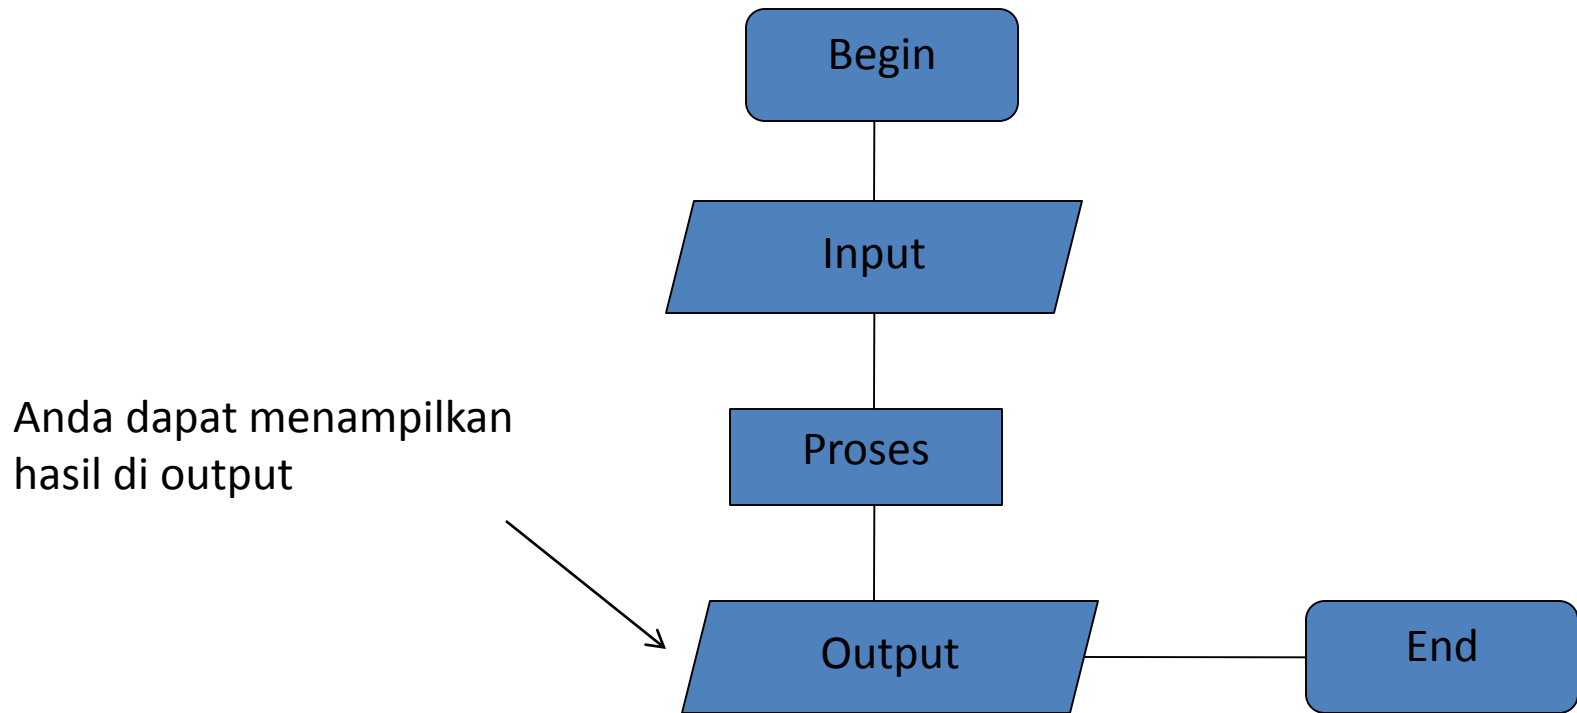 Begin
Input
Anda dapat menampilkan
hasil di output
Proses
Output
End